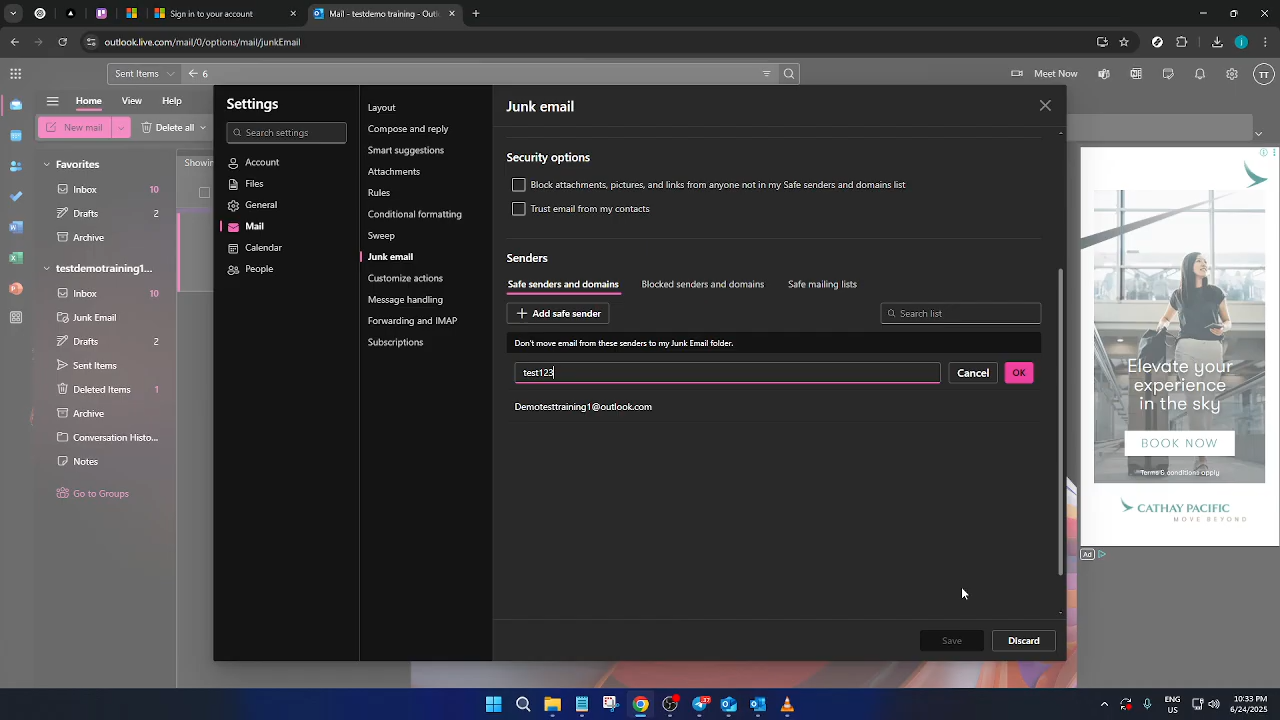 Sign in to your account
Mail - testdemo training - Outl
outlook.live.com/mail/0/options/mail/junkEmail
6
Meet Now
TT
Home
View
Help
New mail
Delete all
Favorites
Inbox 10
Drafts 2
Archive
testdemotraining1...
Inbox 10
Junk Email
Drafts 2
Sent Items
Deleted Items 1
Archive
Conversation Histo...
Notes
Go to Groups
Showin
Settings
Search settings
Account
Files
General
Mail
Calendar
People
Layout
Compose and reply
Smart suggestions
Attachments
Rules
Conditional formatting
Sweep
Junk email
Customize actions
Message handling
Forwarding and IMAP
Subscriptions
Junk email
Security options
Block attachments, pictures, and links from anyone not in my Safe senders and domains list
Trust email from my contacts
Senders
Safe senders and domains
Blocked senders and domains
Safe mailing lists
Add safe sender
Search list
Don't move email from these senders to my Junk Email folder.
test123
Cancel
OK
Demotesttraining1@outlook.com
Save
Discard
Elevate your
experience
in the sky
BOOK NOW
Terms & conditions apply
CATHAY PACIFIC
MOVE BEYOND
Ad
ENG
US
10:33 PM
6/24/2025